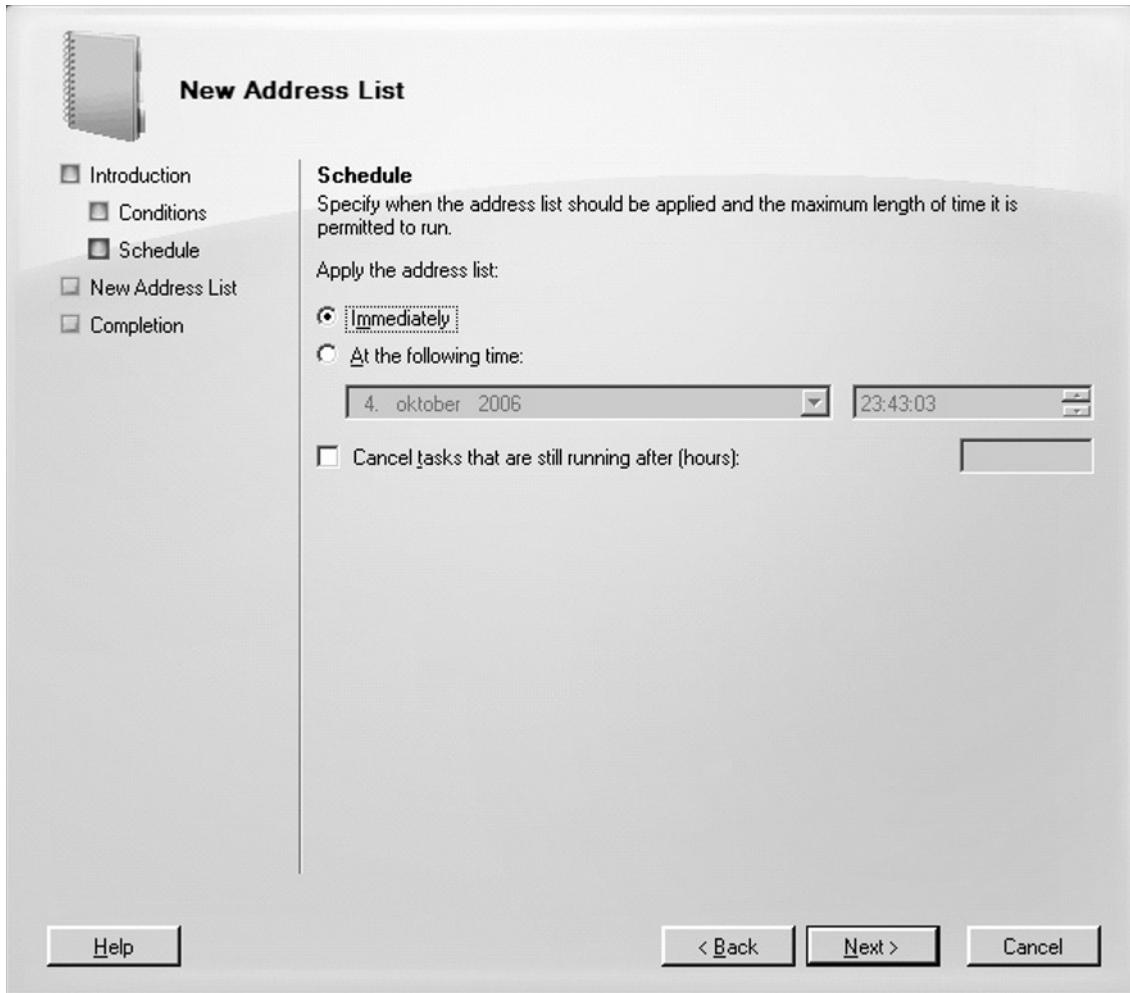 New Address List
Introduction
Conditions
Schedule
New Address List
Completion
Schedule
Specify when the address list should be applied and the maximum length of time it is
permitted to run.
Apply the address list:
Immediately
At the following time:
4. oktober 2006 23:43:03
Cancel tasks that are still running after (hours):
Help < Back Next > Cancel